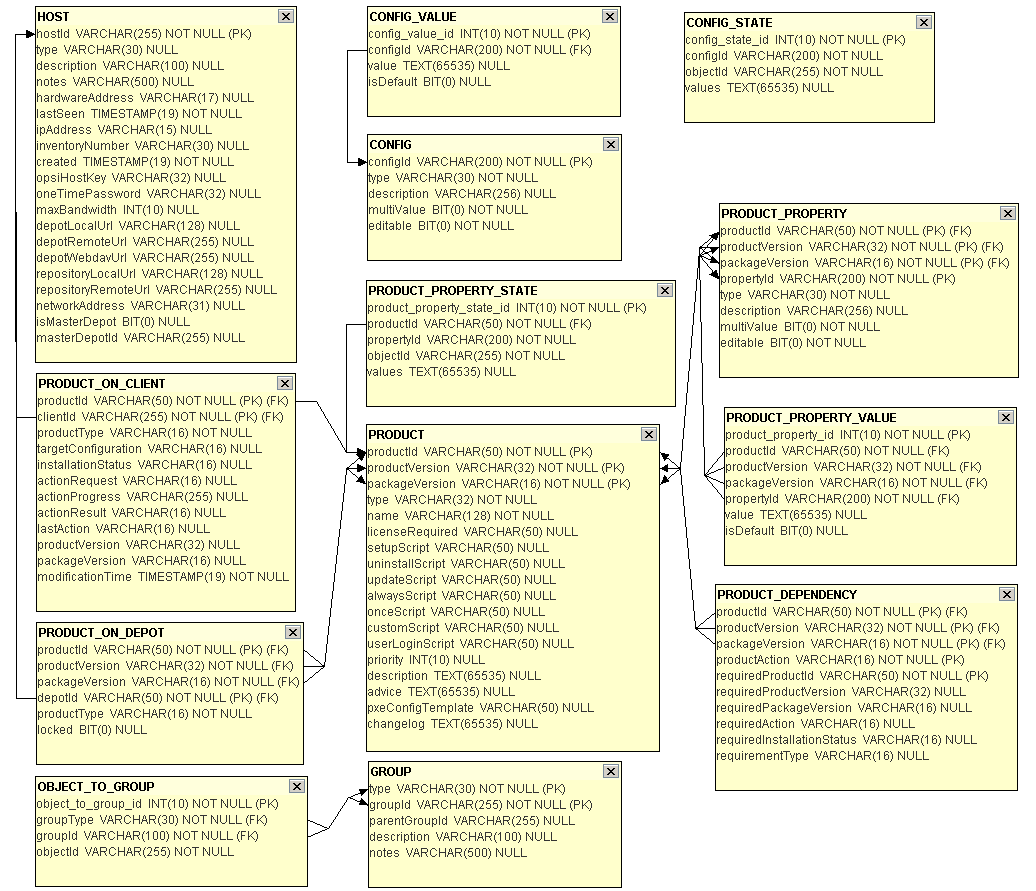 HOST
hostId VARCHAR(255) NOT NULL (PK)
type VARCHAR(30) NULL
description VARCHAR(100) NULL
notes VARCHAR(500) NULL
hardwareAddress VARCHAR(17) NULL
lastSeen TIMESTAMP(19) NOT NULL
ipAddress VARCHAR(15) NULL
inventoryNumber VARCHAR(30) NULL
created TIMESTAMP(19) NOT NULL
opsiHostKey VARCHAR(32) NULL
oneTimePassword VARCHAR(32) NULL
maxBandwidth INT(10) NULL
depotLocalUrl VARCHAR(128) NULL
depotRemoteUrl VARCHAR(255) NULL
depotWebdavUrl VARCHAR(255) NULL
repositoryLocalUrl VARCHAR(128) NULL
repositoryRemoteUrl VARCHAR(255) NULL
networkAddress VARCHAR(31) NULL
isMasterDepot BIT(0) NULL
masterDepotId VARCHAR(255) NULL
PRODUCT_ON_CLIENT
productId VARCHAR(50) NOT NULL (PK) (FK)
clientId VARCHAR(255) NOT NULL (PK) (FK)
productType VARCHAR(16) NOT NULL
targetConfiguration VARCHAR(16) NULL
installationStatus VARCHAR(16) NULL
actionRequest VARCHAR(16) NULL
actionProgress VARCHAR(255) NULL
actionResult VARCHAR(16) NULL
lastAction VARCHAR(16) NULL
productVersion VARCHAR(32) NULL
packageVersion VARCHAR(16) NULL
modificationTime TIMESTAMP(19) NOT NULL
PRODUCT_ON_DEPOT
productId VARCHAR(50) NOT NULL (PK) (FK)
productVersion VARCHAR(32) NOT NULL (FK)
packageVersion VARCHAR(16) NOT NULL (FK)
depotId VARCHAR(50) NOT NULL (PK) (FK)
productType VARCHAR(16) NOT NULL
locked BIT(0) NULL
OBJECT_TO_GROUP
object_to_group_id INT(10) NOT NULL (PK)
groupType VARCHAR(30) NOT NULL (FK)
groupId VARCHAR(100) NOT NULL (FK)
objectId VARCHAR(255) NOT NULL
CONFIG_VALUE
config_value_id INT(10) NOT NULL (PK)
configId VARCHAR(200) NOT NULL (FK)
value TEXT(65535) NULL
isDefault BIT(0) NULL
CONFIG
configId VARCHAR(200) NOT NULL (PK)
type VARCHAR(30) NOT NULL
description VARCHAR(256) NULL
multiValue BIT(0) NOT NULL
editable BIT(0) NOT NULL
PRODUCT_PROPERTY_STATE
product_property_state_id INT(10) NOT NULL (PK)
productId VARCHAR(50) NOT NULL (FK)
propertyId VARCHAR(200) NOT NULL
objectId VARCHAR(255) NOT NULL
values TEXT(65535) NULL
PRODUCT
productId VARCHAR(50) NOT NULL (PK)
productVersion VARCHAR(32) NOT NULL (PK)
packageVersion VARCHAR(16) NOT NULL (PK)
type VARCHAR(32) NOT NULL
name VARCHAR(128) NOT NULL
licenseRequired VARCHAR(50) NULL
setupScript VARCHAR(50) NULL
uninstallScript VARCHAR(50) NULL
updateScript VARCHAR(50) NULL
alwaysScript VARCHAR(50) NULL
onceScript VARCHAR(50) NULL
customScript VARCHAR(50) NULL
userLoginScript VARCHAR(50) NULL
priority INT(10) NULL
description TEXT(65535) NULL
advice TEXT(65535) NULL
pxeConfigTemplate VARCHAR(50) NULL
changelog TEXT(65535) NULL
GROUP
type VARCHAR(30) NOT NULL (PK)
groupId VARCHAR(255) NOT NULL (PK)
parentGroupId VARCHAR(255) NULL
description VARCHAR(100) NULL
notes VARCHAR(500) NULL
CONFIG_STATE
config_state_id INT(10) NOT NULL (PK)
configId VARCHAR(200) NOT NULL
objectId VARCHAR(255) NOT NULL
values TEXT(65535) NULL
PRODUCT_PROPERTY
productId VARCHAR(50) NOT NULL (PK) (FK)
productVersion VARCHAR(32) NOT NULL (PK) (FK)
packageVersion VARCHAR(16) NOT NULL (PK) (FK)
propertyId VARCHAR(200) NOT NULL (PK)
type VARCHAR(30) NOT NULL
description VARCHAR(256) NULL
multiValue BIT(0) NOT NULL
editable BIT(0) NOT NULL
PRODUCT_PROPERTY_VALUE
product_property_id INT(10) NOT NULL (PK)
productId VARCHAR(50) NOT NULL (FK)
productVersion VARCHAR(32) NOT NULL (FK)
packageVersion VARCHAR(16) NOT NULL (FK)
propertyId VARCHAR(200) NOT NULL (FK)
value TEXT(65535) NULL
isDefault BIT(0) NULL
PRODUCT_DEPENDENCY
productId VARCHAR(50) NOT NULL (PK) (FK)
productVersion VARCHAR(32) NOT NULL (PK) (FK)
packageVersion VARCHAR(16) NOT NULL (PK) (FK)
productAction VARCHAR(16) NOT NULL (PK)
requiredProductId VARCHAR(50) NOT NULL (PK)
requiredProductVersion VARCHAR(32) NULL
requiredPackageVersion VARCHAR(16) NULL
requiredAction VARCHAR(16) NULL
requiredInstallationStatus VARCHAR(16) NULL
requirementType VARCHAR(16) NULL